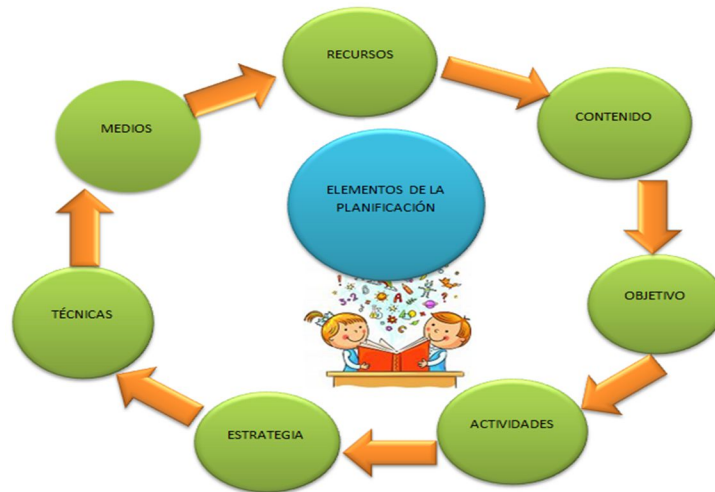 RECURSOS
CONTENIDO
MEDIOS
ELEMENTOS DE LA
PLANIFICACIÓN
OBJETIVO
TÉCNICAS
ACTIVIDADES
ESTRATEGIA